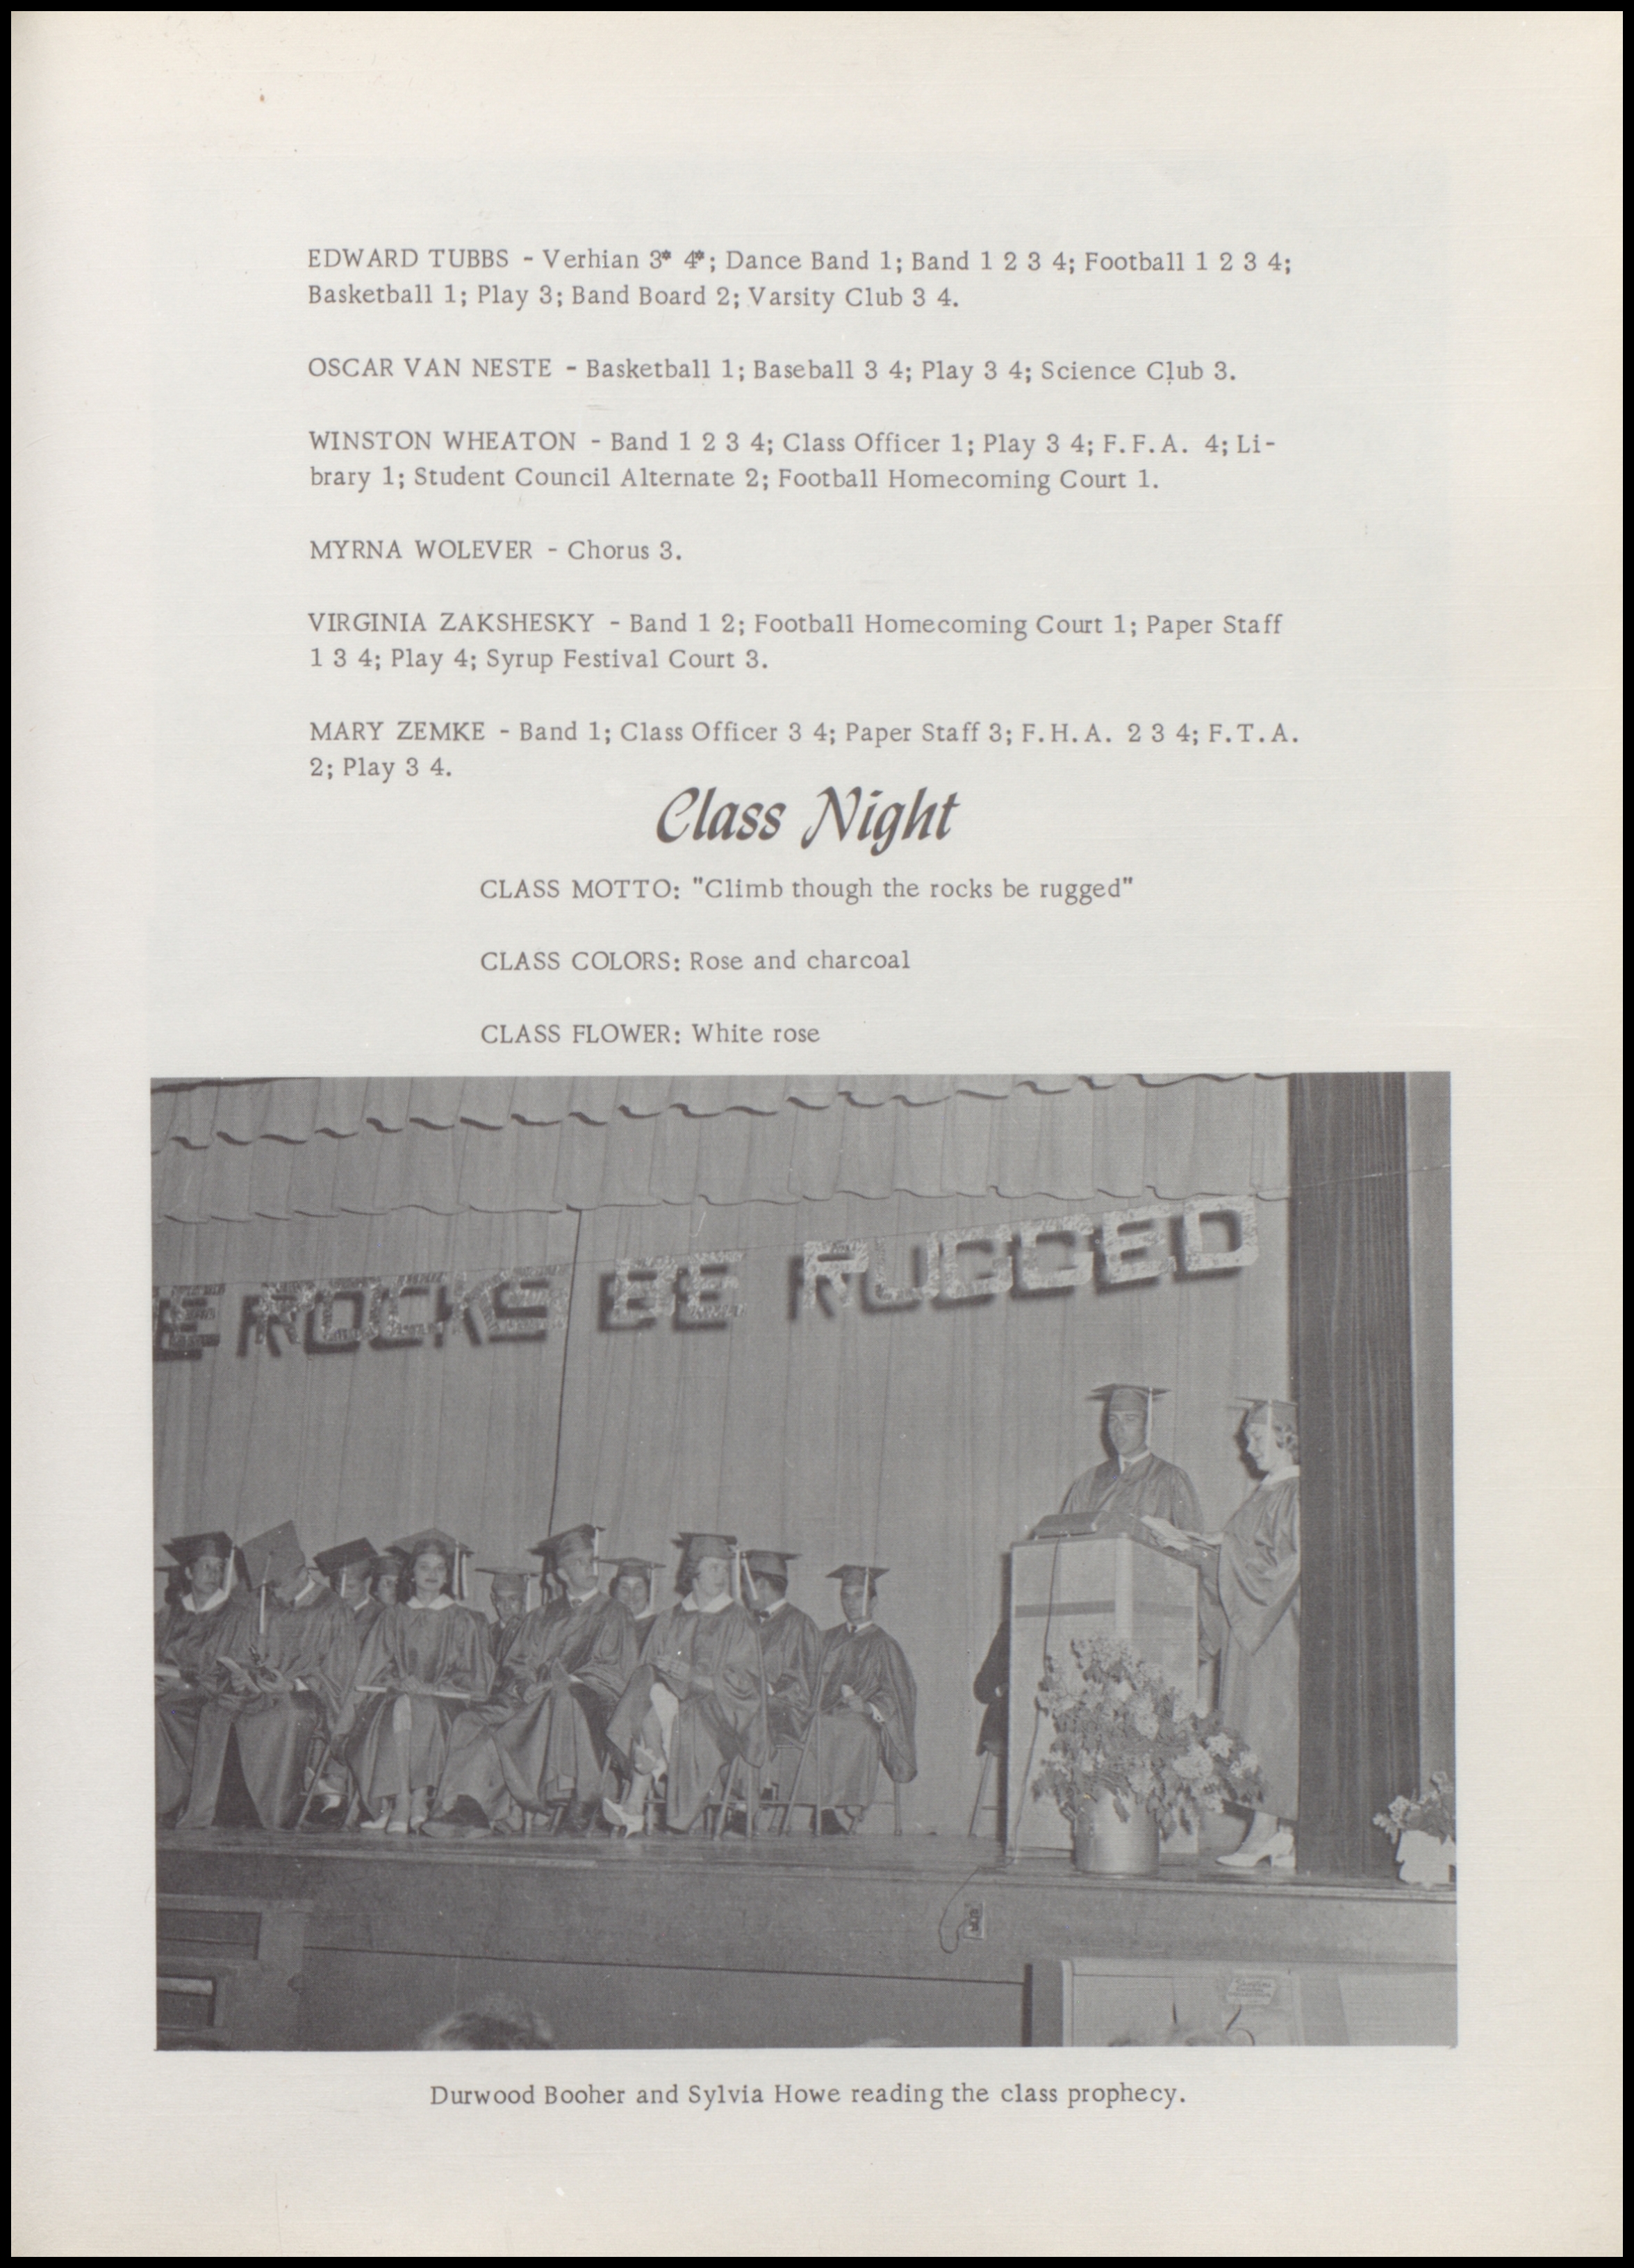 EDWARD TUBBS - Verhian 3* 4*; Dance Band 1; Band 1 2 3 4; Football 1 2 3 4;
Basketball 1; Play 3; Band Board 2; Varsity Club 3 4.
OSCAR VAN NESTE - Basketball 1; Baseball 3 4; Play 3 4; Science Club 3.
WINSTON WHEATON - Band 1 2 3 4; Class Officer 1; Play 3 4; F.F.A. 4; Li-
brary 1; Student Council Alternate 2; Football Homecoming Court 1.
MYRNA WOLEVER - Chorus 3.
VIRGINIA ZAKSHESKY - Band 1 2; Football Homecoming Court 1; Paper Staff
1 3 4; Play 4; Syrup Festival Court 3.
MARY ZEMKE - Band 1; Class Officer 3 4; Paper Staff 3; F.H.A. 2 3 4; F.T.A.
2; Play 3 4.
Class Night
CLASS MOTTO: "Climb though the rocks be rugged"
CLASS COLORS: Rose and charcoal
CLASS FLOWER: White rose
E ROCKS BE RUGGED
Durwood Booher and Sylvia Howe reading the class prophecy.